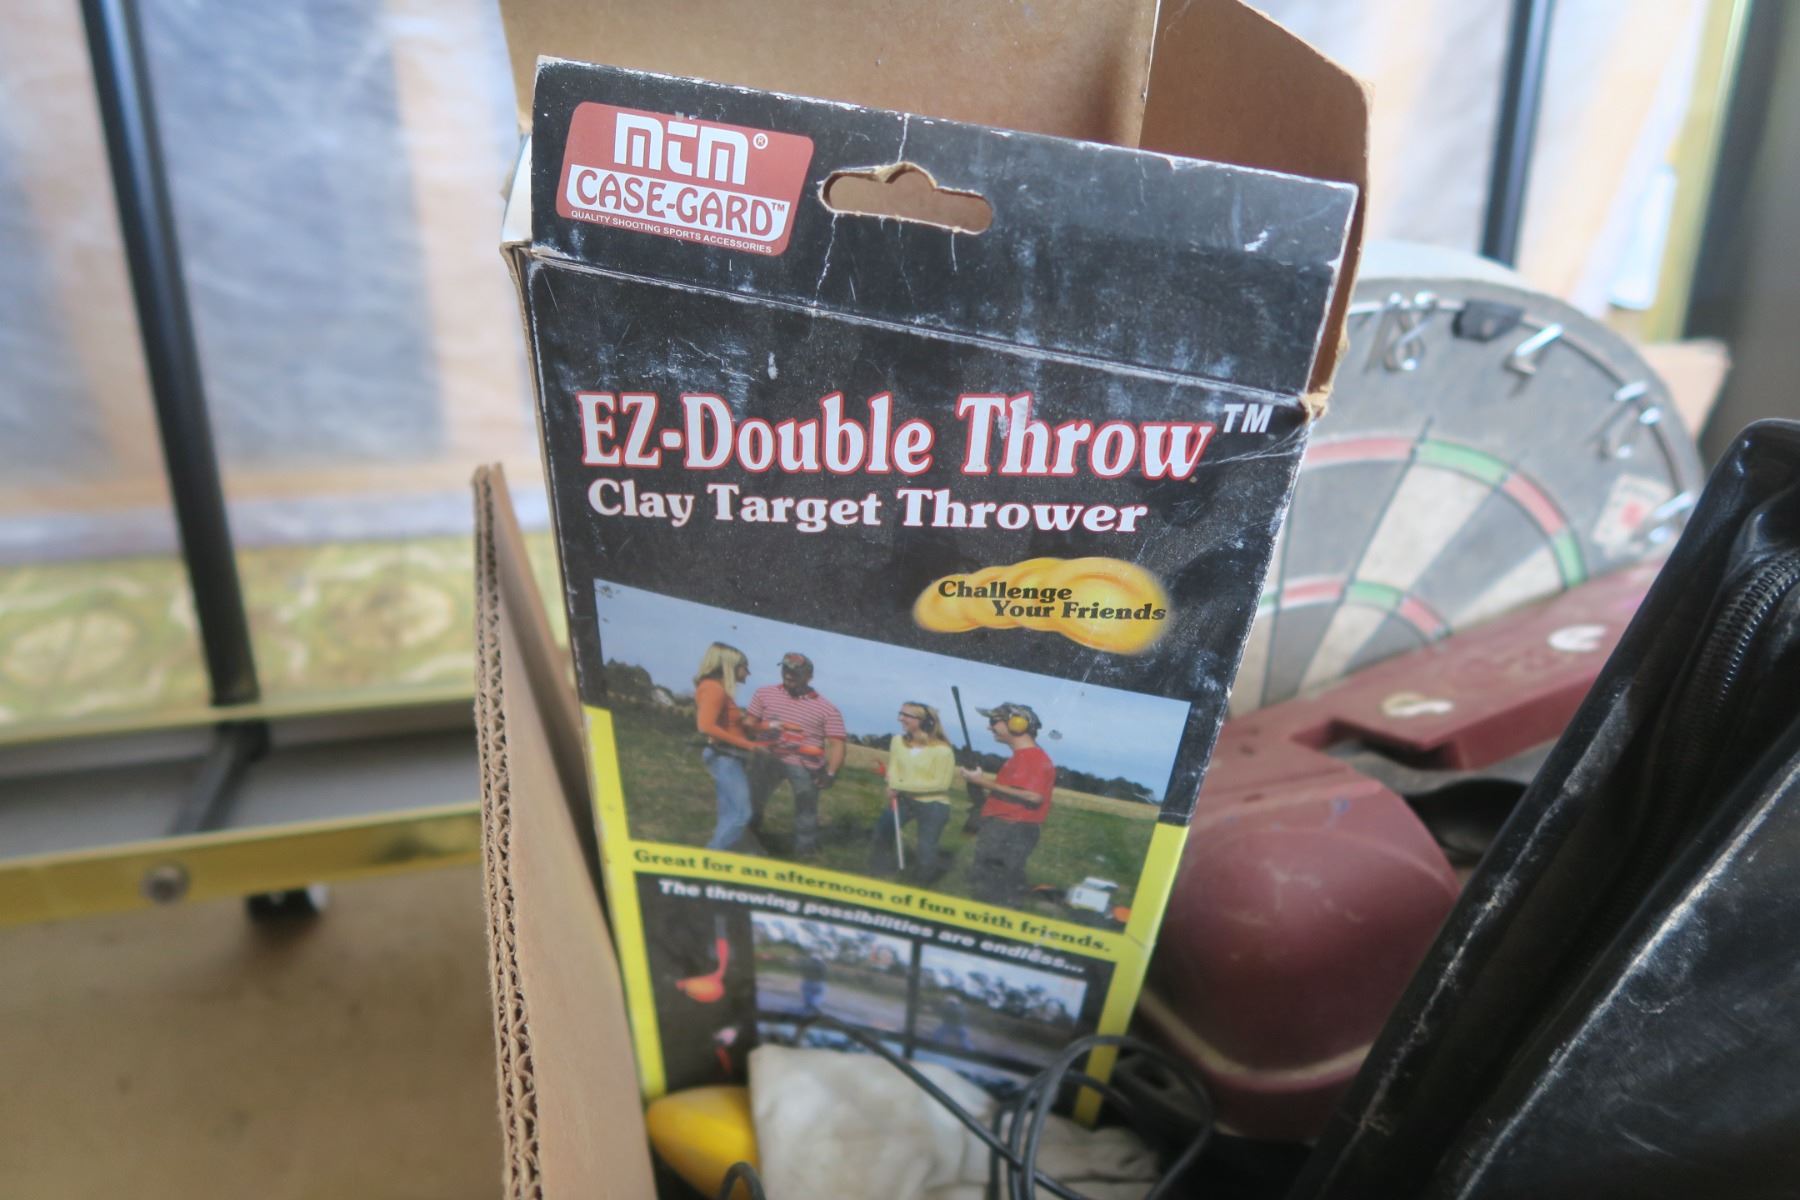 MTM®
CASE-GARD™
QUALITY SHOOTING SPORTS ACCESSORIES
EZ-Double Throw™
Clay Target Thrower
Challenge
Your Friends
Great for an afternoon of fun with friends.
The throwing possibilities are endless...